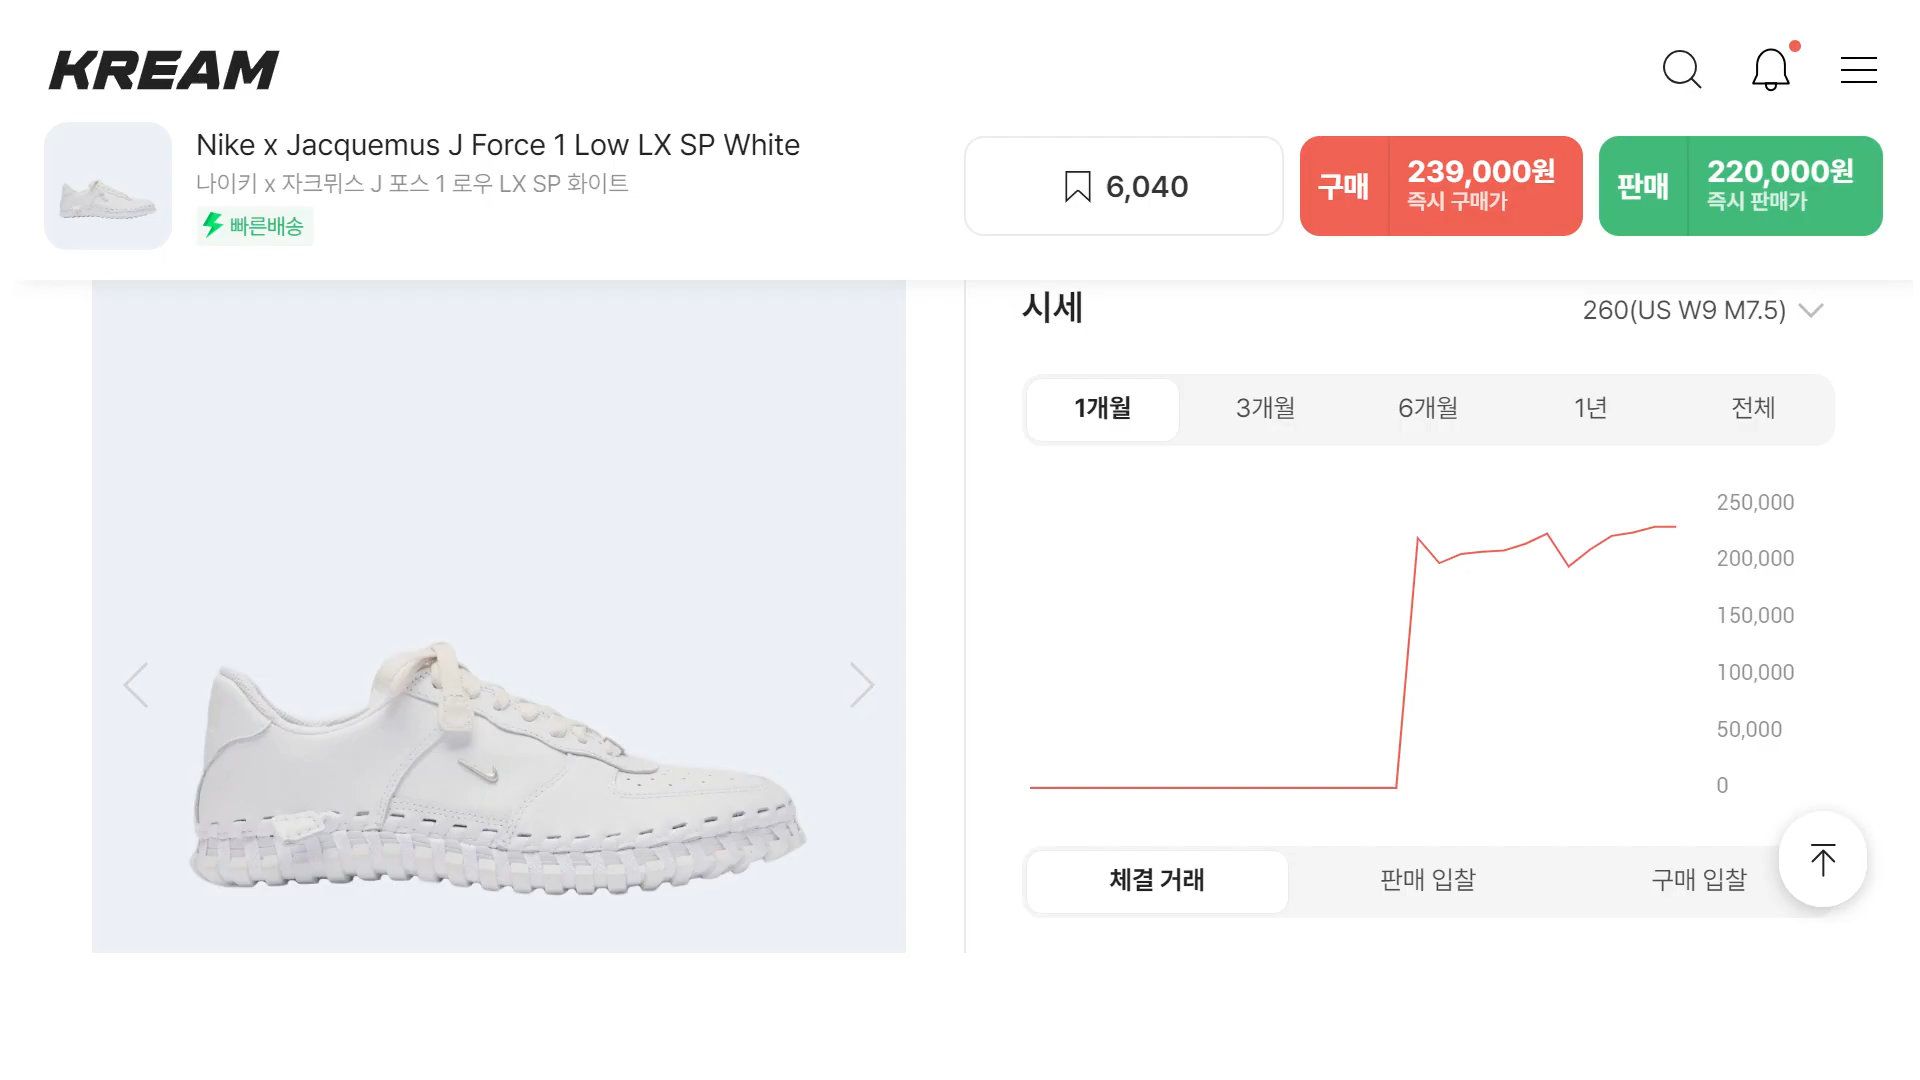 KREAM
Nike x Jacquemus J Force 1 Low LX SP White
나이키 x 자크뮈스 J 포스 1 로우 LX SP 화이트
빠른배송
6,040
구매
239,000원
즉시 구매가
판매
220,000원
즉시 판매가
시세
260(US W9 M7.5)
1개월
3개월
6개월
1년
전체
250,000
200,000
150,000
100,000
50,000
0
체결 거래
판매 입찰
구매 입찰